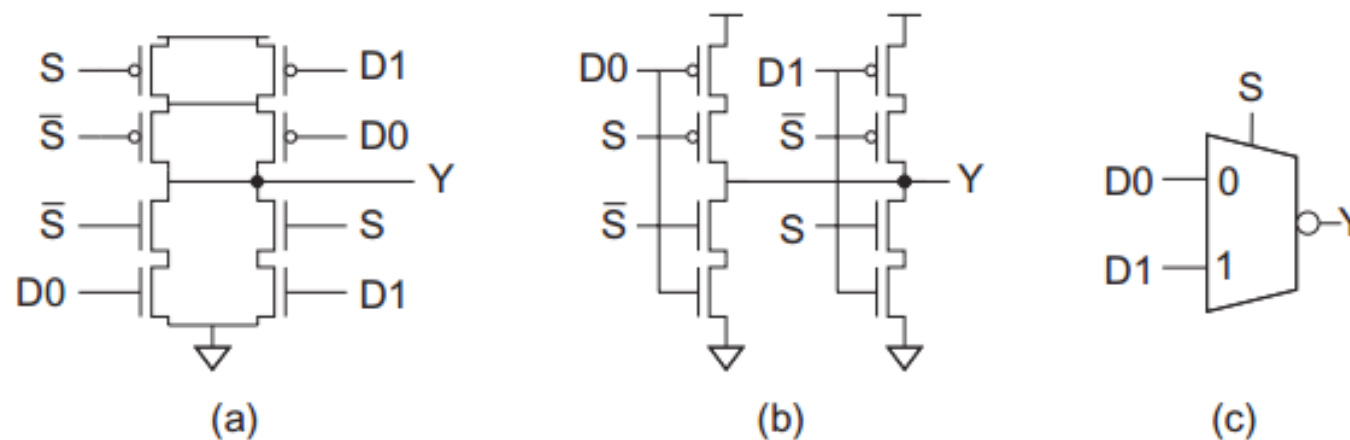 S D1
S̅ D0
Y
S̅ S
D0 D1
(a)
D0 D1
S S̅
Y
S̅ S
(b)
S
D0 0
D1 1
Y
(c)